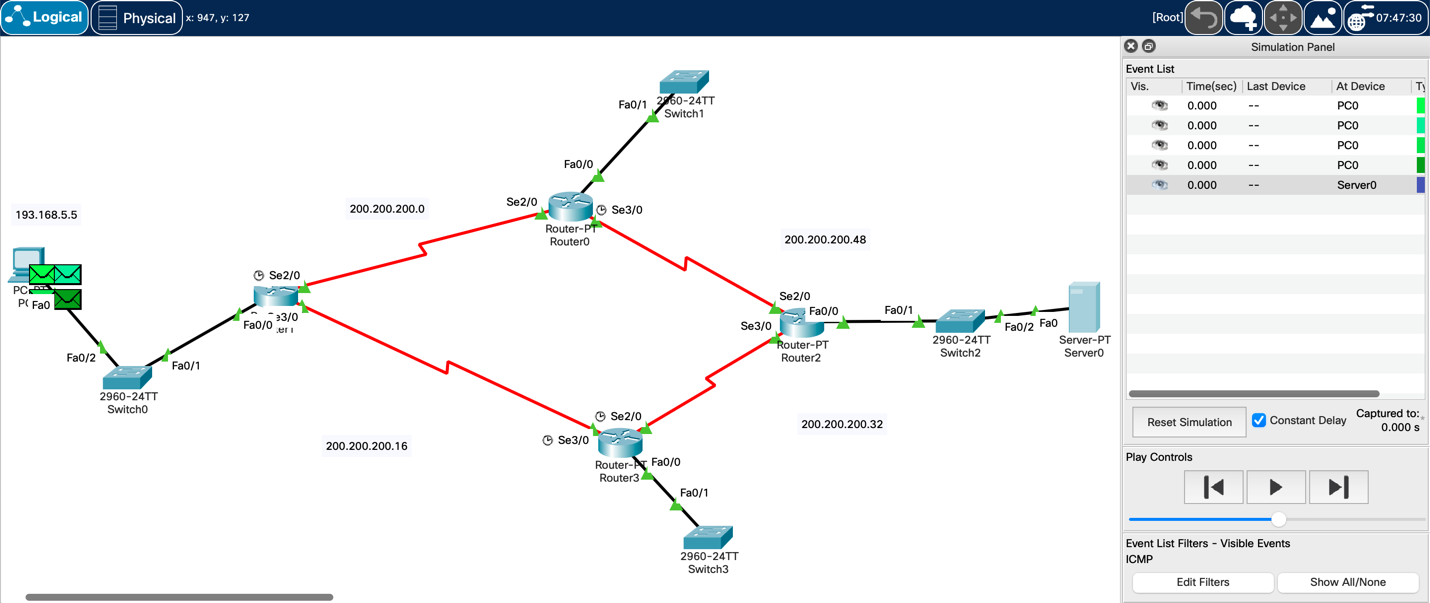 Logical
Physical
x: 947, y: 127
[Root]
07:47:30
Simulation Panel
Event List
Vis.
Time(sec)
Last Device
At Device
0.000
--
PC0
0.000
--
PC0
0.000
--
PC0
0.000
--
PC0
0.000
--
Server0
Reset Simulation
Constant Delay
Captured to:
0.000 s
Play Controls
Event List Filters - Visible Events
ICMP
Edit Filters
Show All/None
2960-24TT
Switch1
Fa0/1
Fa0/0
Se2/0
Se3/0
Router-PT
Router0
200.200.200.0
193.168.5.5
200.200.200.48
Se2/0
Fa0/0
Fa0
Fa0/2
Fa0/1
2960-24TT
Switch0
Se2/0
Fa0/0
Se3/0
Router-PT
Router2
Fa0/1
2960-24TT
Switch2
Fa0/2
Fa0
Server-PT
Server0
200.200.200.16
200.200.200.32
Se2/0
Se3/0
Router-PT
Router3
Fa0/0
Fa0/1
2960-24TT
Switch3